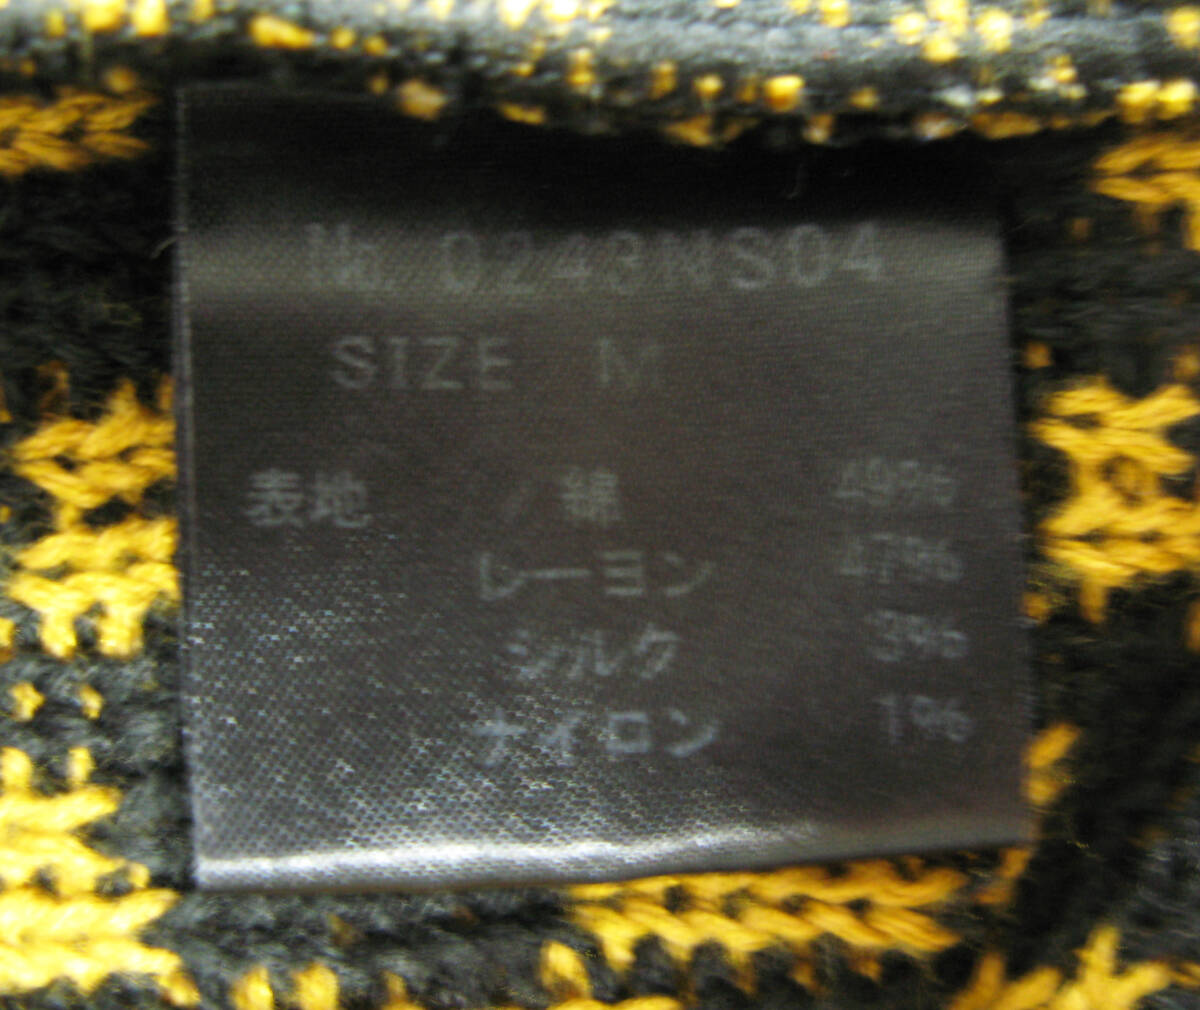 № 0243NS04
SIZE M
表地 / 綿 49%
レーヨン 47%
シルク 3%
ナイロン 1%